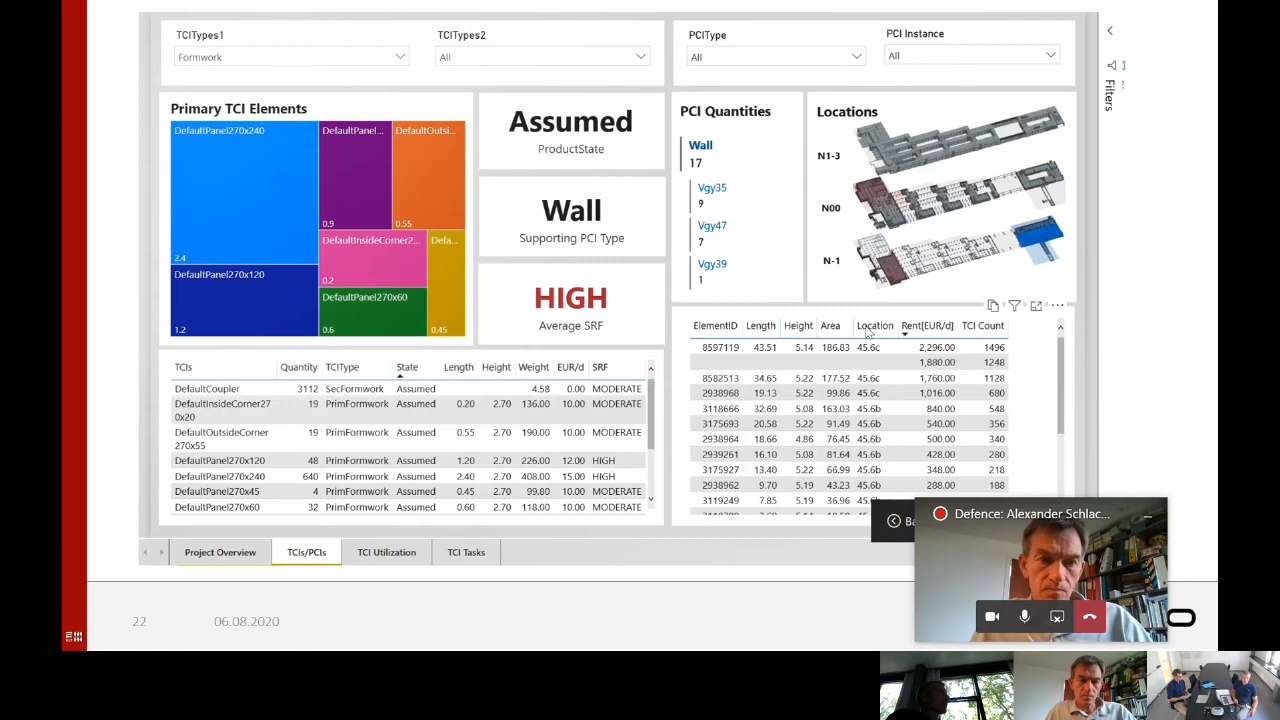 TCITypes1
Formwork
TCITypes2
All
PCIType
All
PCI Instance
All
Filters
Primary TCI Elements
DefaultPanel270x240
2.4
DefaultPanel270x120
1.2
DefaultPanel...
0.9
DefaultOutsi...
0.55
DefaultInsideCorner2...
0.2
DefaultPanel270x60
0.6
Defa...
0.45
Assumed
ProductState
Wall
Supporting PCI Type
HIGH
Average SRF
PCI Quantities
Wall
17
Vgy35
9
Vgy47
7
Vgy39
1
Locations
N1-3
N00
N-1
TCIs Quantity TCIType State Length Height Weight EUR/d SRF
DefaultCoupler 3112 SecFormwork Assumed 4.58 0.00 MODERATE
DefaultInsideCorner27 19 PrimFormwork Assumed 0.20 2.70 136.00 10.00 MODERATE
0x20
DefaultOutsideCorner 19 PrimFormwork Assumed 0.55 2.70 190.00 10.00 MODERATE
270x55
DefaultPanel270x120 48 PrimFormwork Assumed 1.20 2.70 226.00 12.00 HIGH
DefaultPanel270x240 640 PrimFormwork Assumed 2.40 2.70 408.00 15.00 HIGH
DefaultPanel270x45 4 PrimFormwork Assumed 0.45 2.70 99.80 10.00 MODERATE
DefaultPanel270x60 32 PrimFormwork Assumed 0.60 2.70 118.00 10.00 MODERATE
ElementID Length Height Area Location Rent[EUR/d) TCI Count
8597119 43.51 5.14 186.83 45.6c 2,296.00 1496
1,880.00 1248
8582513 34.65 5.22 177.52 45.6c 1,760.00 1128
2938968 19.13 5.22 99.86 45.6c 1,016.00 680
3118666 32.69 5.08 163.03 45.6b 840.00 548
3175693 20.58 5.22 91.49 45.6b 540.00 356
2938964 18.66 4.86 76.45 45.6b 500.00 340
2939261 16.10 5.08 81.64 45.6b 428.00 280
3175927 13.40 5.22 66.99 45.6b 348.00 218
2938962 9.70 5.19 43.23 45.6b 288.00 188
3119249 7.85 5.19 36.96
Project Overview
TCIs/PCIs
TCI Utilization
TCI Tasks
Defence: Alexander Schlac...
22
06.08.2020